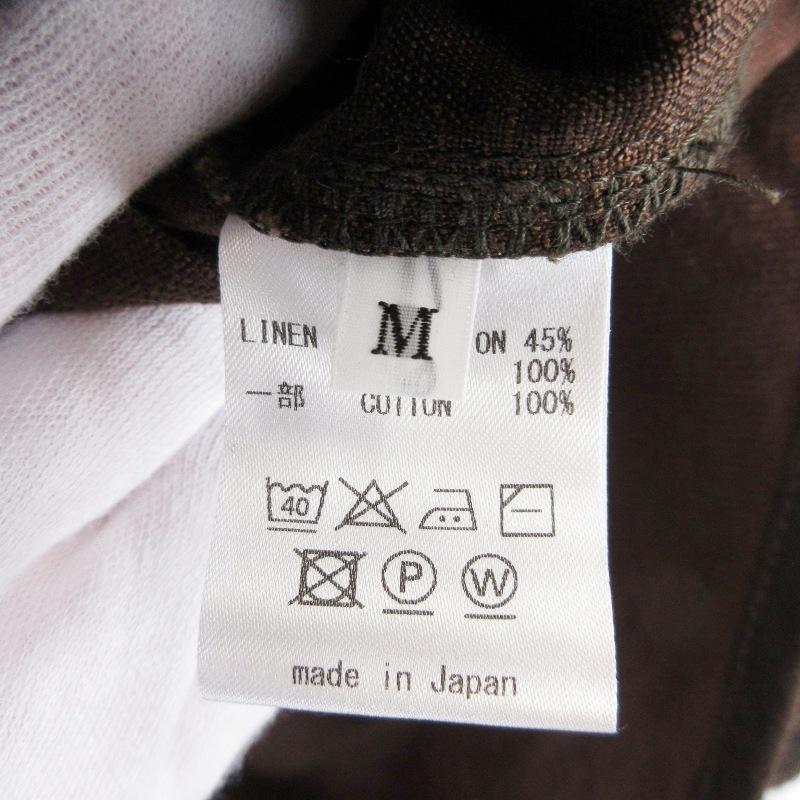 M
LINEN ON 45%
100%
一部 COTTON 100%
40
P W
made in Japan